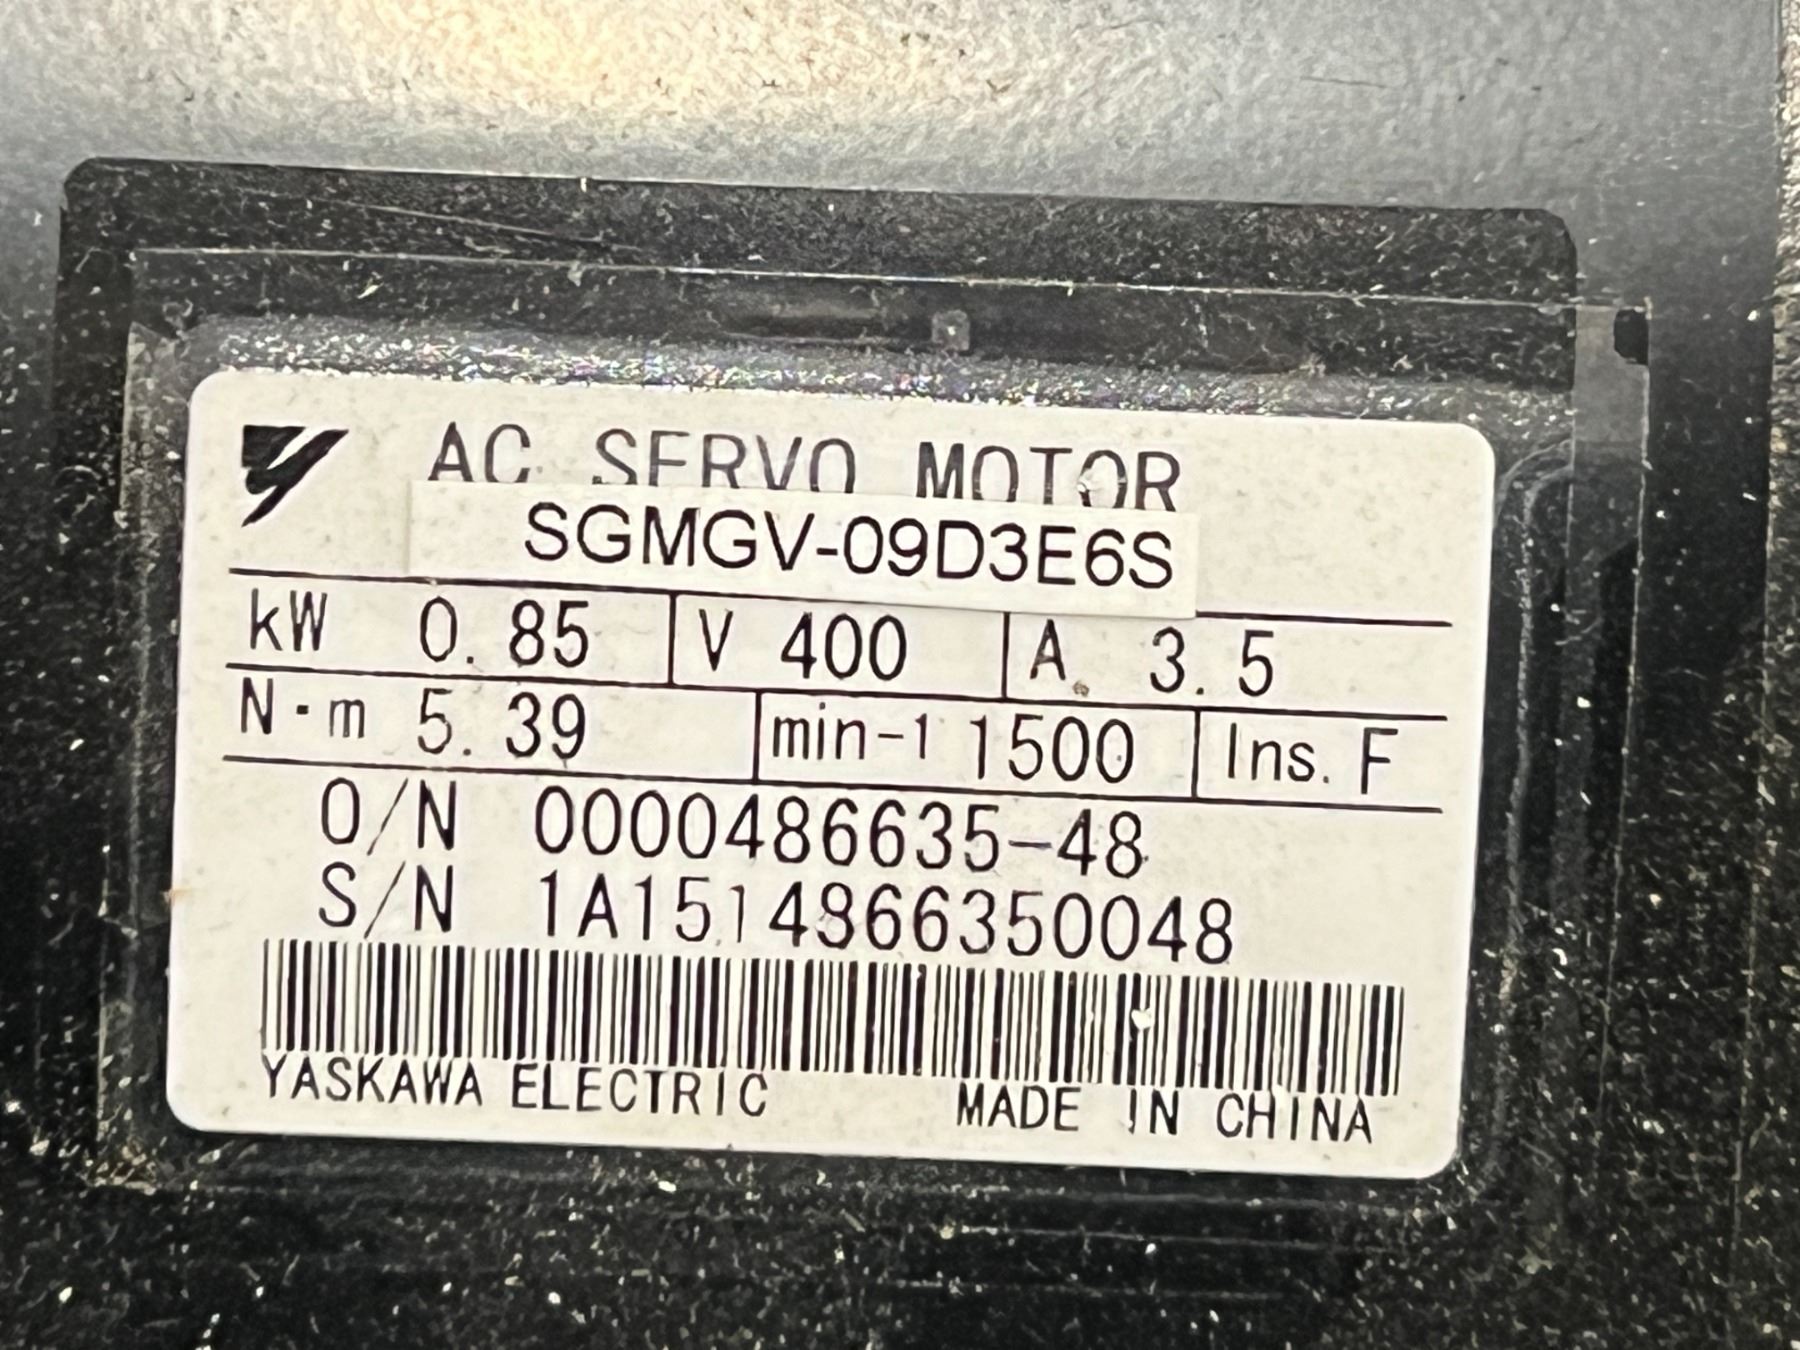 AC SERVO MOTOR
SGMGV-09D3E6S
kW 0.85 V 400 A 3.5
N·m 5.39 min-1 1500 Ins. F
O/N 0000486635-48
S/N 1A1514866350048
YASKAWA ELECTRIC MADE IN CHINA